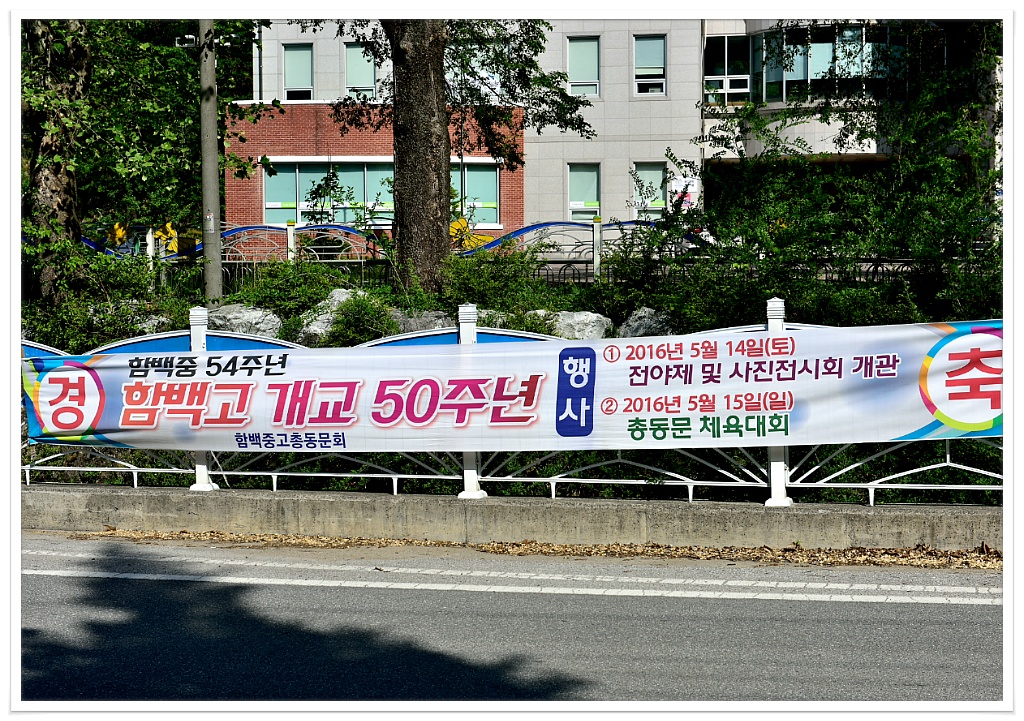 경
함백중 54주년
함백고 개교 50주년
함백중고총동문회
행사
① 2016년 5월 14일(토)
전야제 및 사진전시회 개관
② 2016년 5월 15일(일)
총동문 체육대회
축